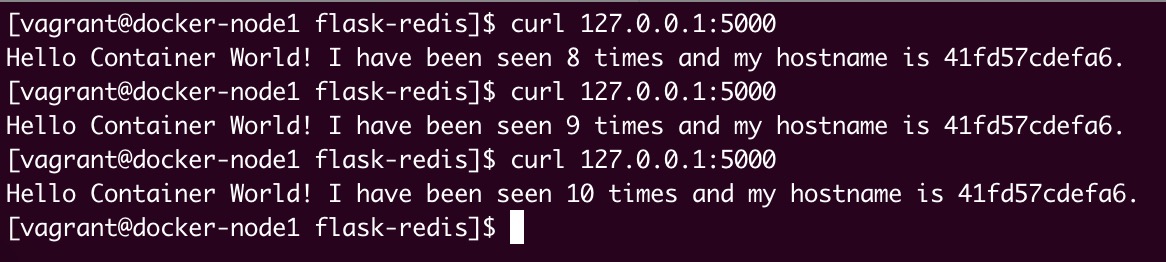 [vagrant@docker-node1 flask-redis]$ curl 127.0.0.1:5000
Hello Container World! I have been seen 8 times and my hostname is 41fd57cdefa6.
[vagrant@docker-node1 flask-redis]$ curl 127.0.0.1:5000
Hello Container World! I have been seen 9 times and my hostname is 41fd57cdefa6.
[vagrant@docker-node1 flask-redis]$ curl 127.0.0.1:5000
Hello Container World! I have been seen 10 times and my hostname is 41fd57cdefa6.
[vagrant@docker-node1 flask-redis]$